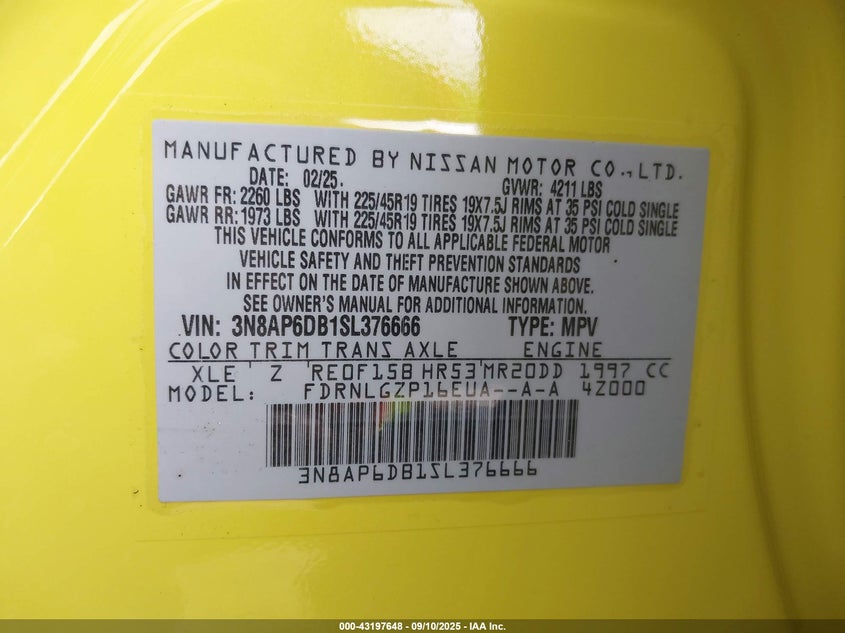 MANUFACTURED BY NISSAN MOTOR CO., LTD.
DATE: 02/25. GVWR: 4211 LBS
GAWR FR: 2260 LBS WITH 225/45R19 TIRES 19X7.5J RIMS AT 35 PSI COLD SINGLE
GAWR RR: 1973 LBS WITH 225/45R19 TIRES 19X7.5J RIMS AT 35 PSI COLD SINGLE
THIS VEHICLE CONFORMS TO ALL APPLICABLE FEDERAL MOTOR
VEHICLE SAFETY AND THEFT PREVENTION STANDARDS
IN EFFECT ON THE DATE OF MANUFACTURE SHOWN ABOVE.
SEE OWNER'S MANUAL FOR ADDITIONAL INFORMATION.
VIN: 3N8AP6DB1SL376666 TYPE: MPV
COLOR TRIM TRANS AXLE ENGINE
XLE Z RE0F15B HR53 MR20DD 1997 CC
MODEL: FDRNLGZP16EUA--A-A 4Z000
3N8AP6DB1SL376666
000-43197648 - 09/10/2025 - IAA Inc.